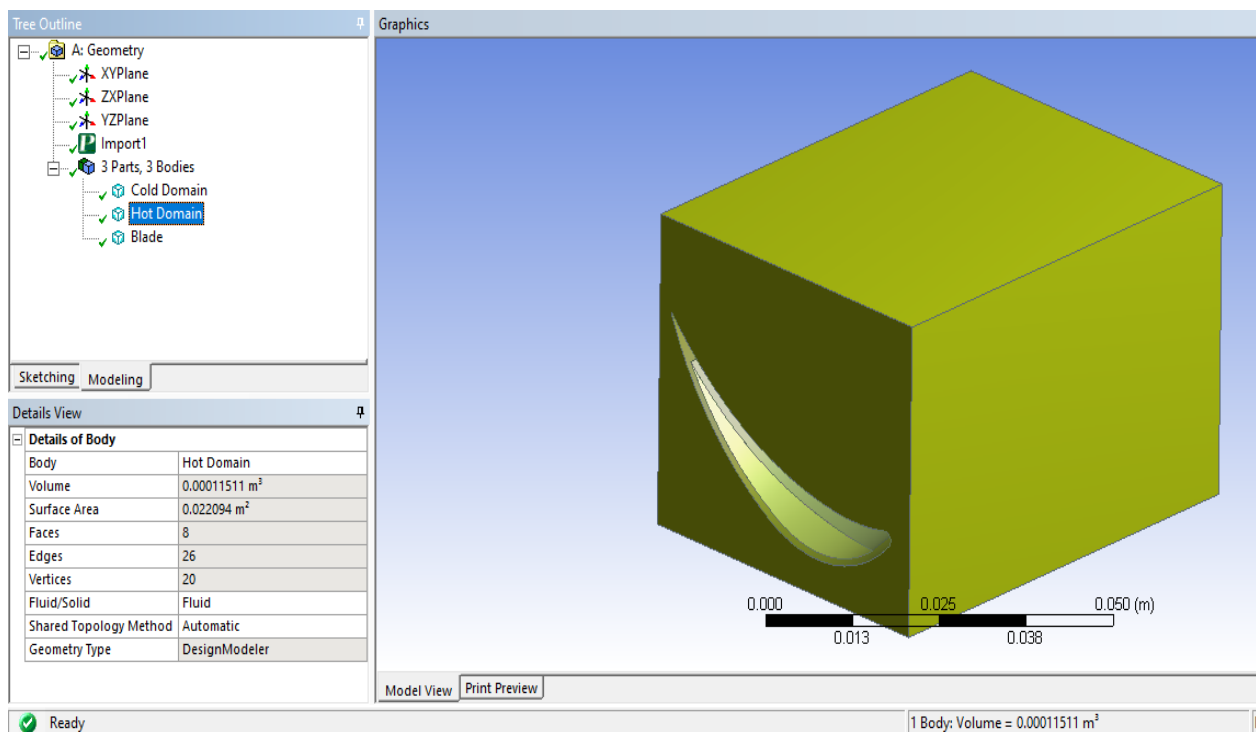 Tree Outline
A: Geometry
XYPlane
ZXPlane
YZPlane
Import1
3 Parts, 3 Bodies
Cold Domain
Hot Domain
Blade
Sketching Modeling
Details View
Details of Body
Body Hot Domain
Volume 0.00011511 m³
Surface Area 0.022094 m²
Faces 8
Edges 26
Vertices 20
Fluid/Solid Fluid
Shared Topology Method Automatic
Geometry Type DesignModeler
Graphics
0.000 0.025 0.050 (m)
0.013 0.038
Model View Print Preview
Ready 1 Body: Volume = 0.00011511 m³